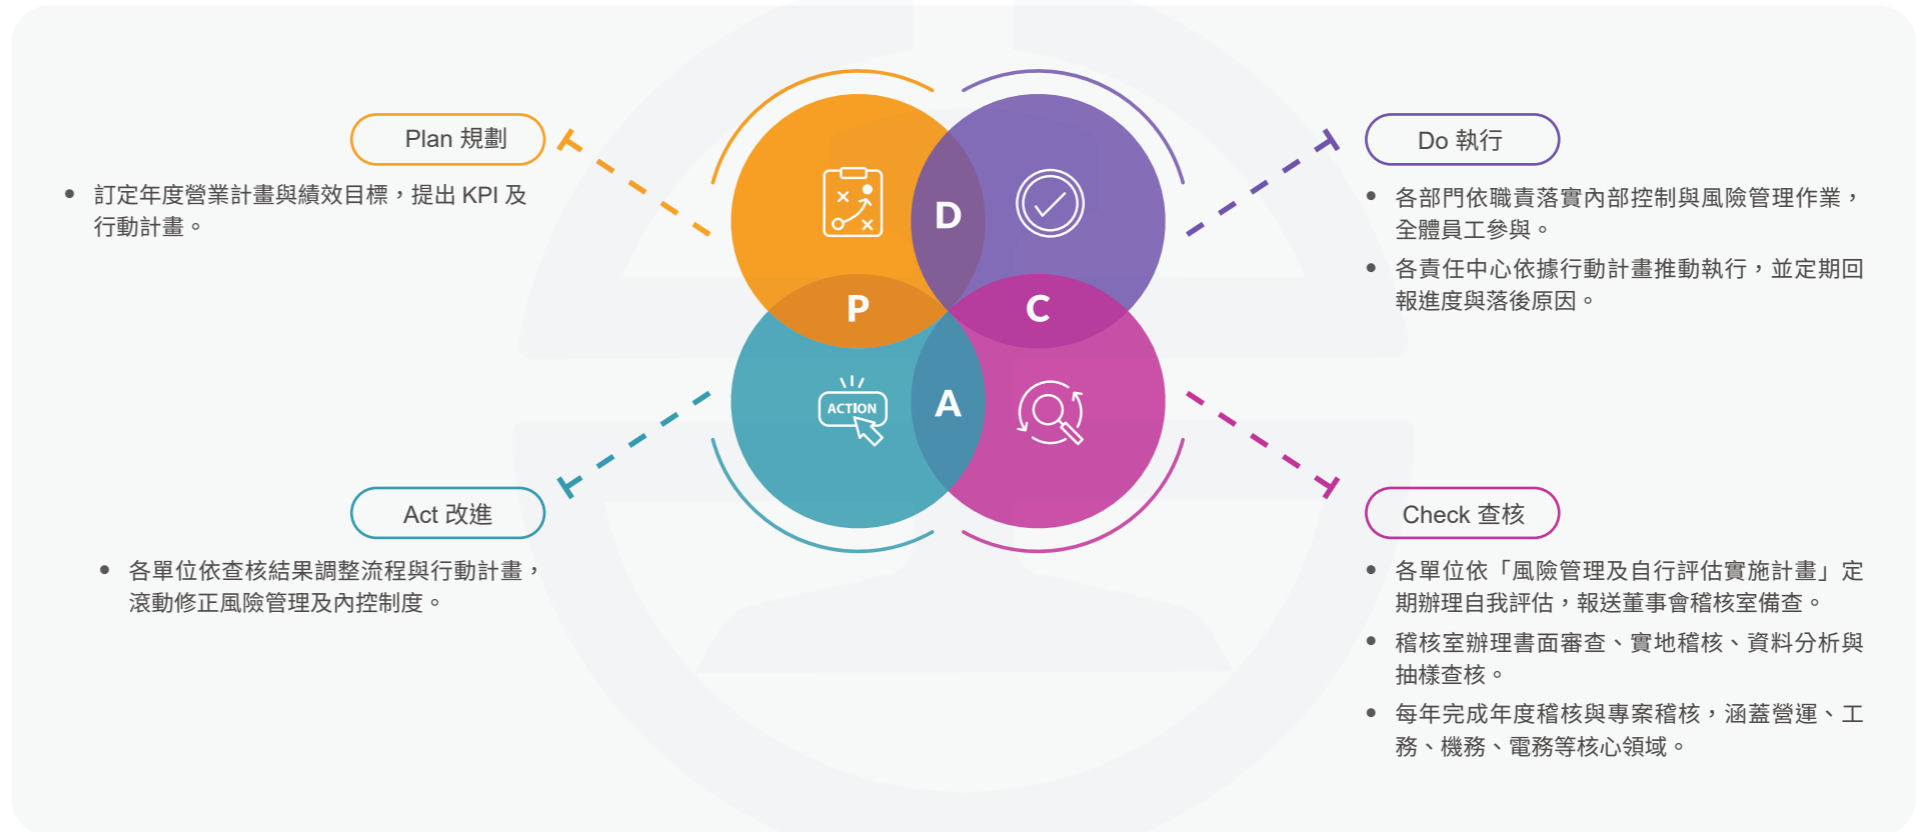 Plan 規劃
• 訂定年度營業計畫與績效目標，提出 KPI 及
行動計畫。
Do 執行
• 各部門依職責落實內部控制與風險管理作業，
全體員工參與。
• 各責任中心依據行動計畫推動執行，並定期回
報進度與落後原因。
D
P
C
A
ACTION
Act 改進
• 各單位依查核結果調整流程與行動計畫，
滾動修正風險管理及內控制度。
Check 查核
• 各單位依「風險管理及自行評估實施計畫」定
期辦理自我評估，報送董事會稽核室備查。
• 稽核室辦理書面審查、實地稽核、資料分析與
抽樣查核。
• 每年完成年度稽核與專案稽核，涵蓋營運、工
務、機務、電務等核心領域。